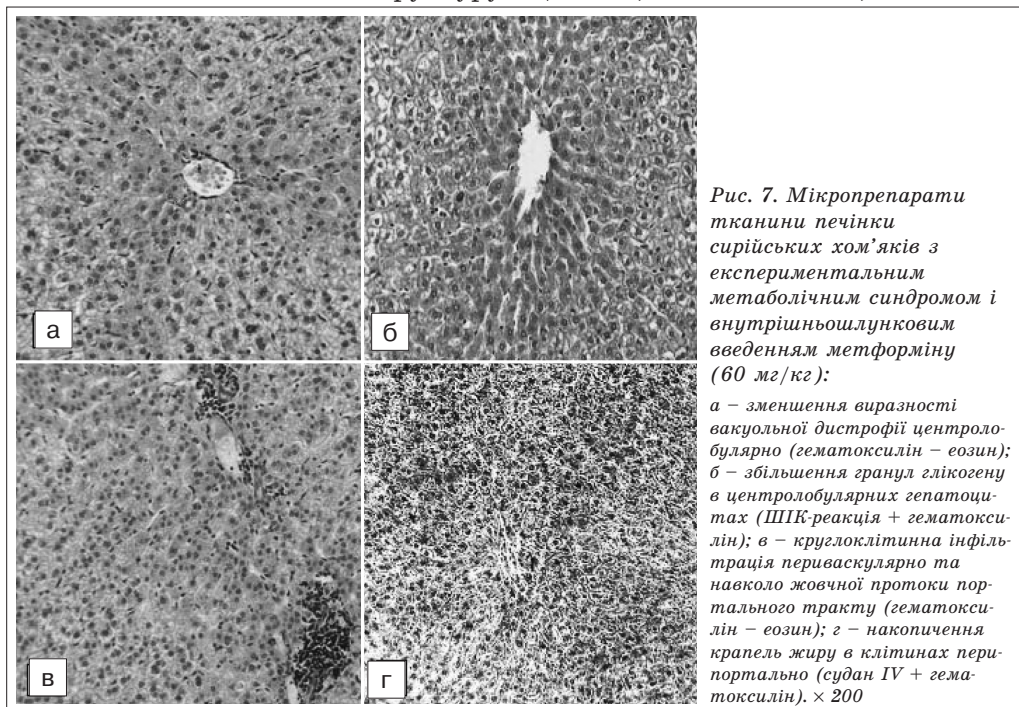 а
б
в
г
Рис. 7. Мікропрепарати
тканини печінки
сирійських хом’яків з
експериментальним
метаболічним синдромом і
внутрішньошлунковим
введенням метформіну
(60 мг/кг):
а – зменшення виразності
вакуольної дистрофії центроло-
булярно (гематоксилін – еозин);
б – збільшення гранул глікогену
в центролобулярних гепатоци-
тах (ШІК-реакція + гематокси-
лін); в – круглоклітинна інфіль-
трація периваскулярно та
навколо жовчної протоки пор-
тального тракту (гематокси-
лін – еозин); г – накопичення
крапель жиру в клітинах пери-
портально (судан IV + гема-
токсилін). × 200